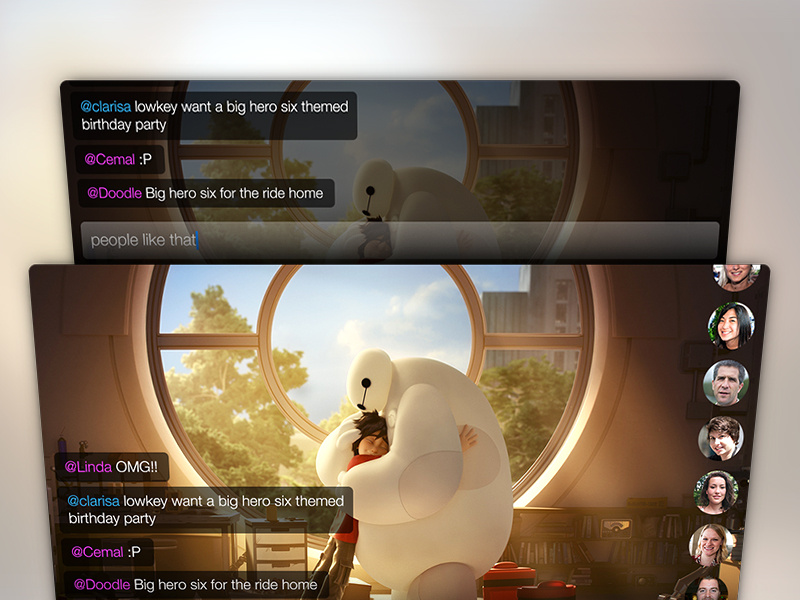 @clarisa lowkey want a big hero six themed
birthday party
@Cemal :P
@Doodle Big hero six for the ride home
people like that
@Linda OMG!!
@clarisa lowkey want a big hero six themed
birthday party
@Cemal :P
@Doodle Big hero six for the ride home